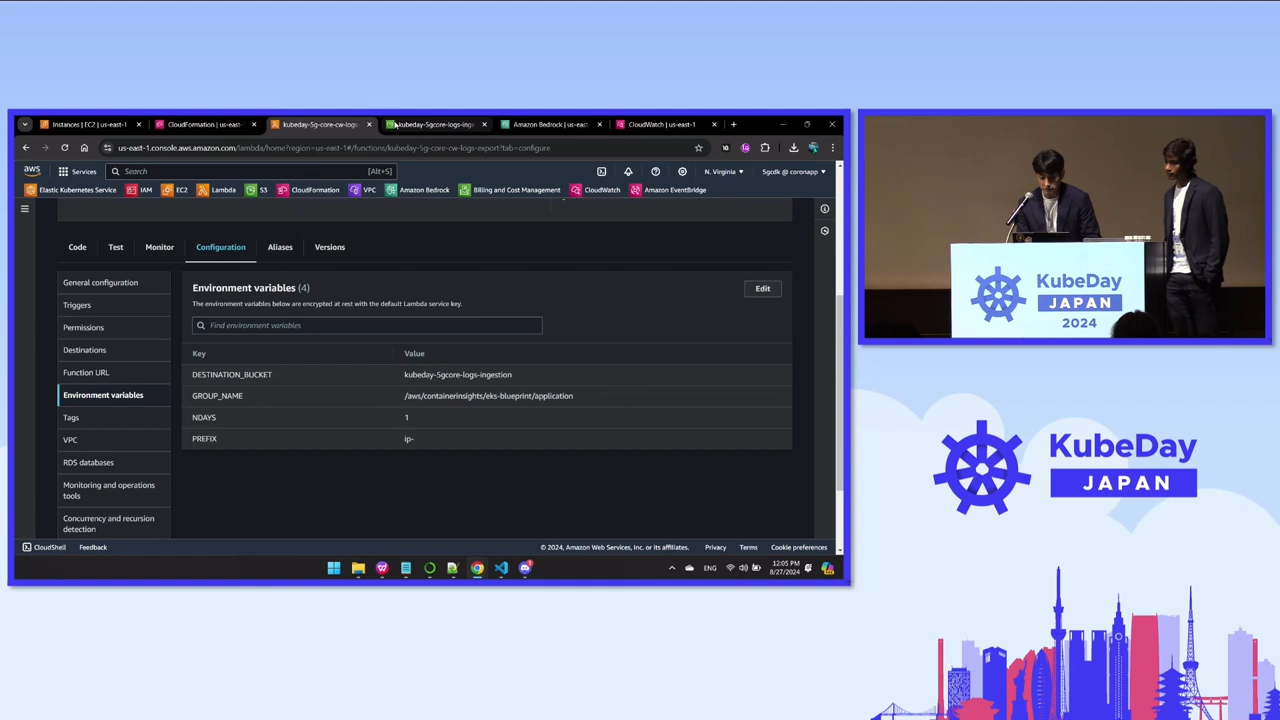 Instances | EC2 | us-east-1
CloudFormation | us-east-
kubeday-5g-core-cw-logs-
kubeday-5gcore-logs-inge
Amazon Bedrock | us-east-
CloudWatch | us-east-1
us-east-1.console.aws.amazon.com/lambda/home?region=us-east-1#/functions/kubeday-5g-core-cw-logs-export?tab=configure
aws
Services
Search
[Alt+S]
N. Virginia
5gcdk @ coronapp
Elastic Kubernetes Service
IAM
EC2
Lambda
S3
CloudFormation
VPC
Amazon Bedrock
Billing and Cost Management
CloudWatch
Amazon EventBridge
Code
Test
Monitor
Configuration
Aliases
Versions
General configuration
Triggers
Permissions
Destinations
Function URL
Environment variables
Tags
VPC
RDS databases
Monitoring and operations
tools
Concurrency and recursion
detection
Environment variables (4)
Edit
The environment variables below are encrypted at rest with the default Lambda service key.
Find environment variables
Key
Value
DESTINATION_BUCKET
kubeday-5gcore-logs-ingestion
GROUP_NAME
/aws/containerinsights/eks-blueprint/application
NDAYS
1
PREFIX
ip-
CloudShell
Feedback
© 2024, Amazon Web Services, Inc. or its affiliates.
Privacy
Terms
Cookie preferences
ENG
12:05 PM
8/27/2024
KubeDay
JAPAN
2024
KubeDay
JAPAN